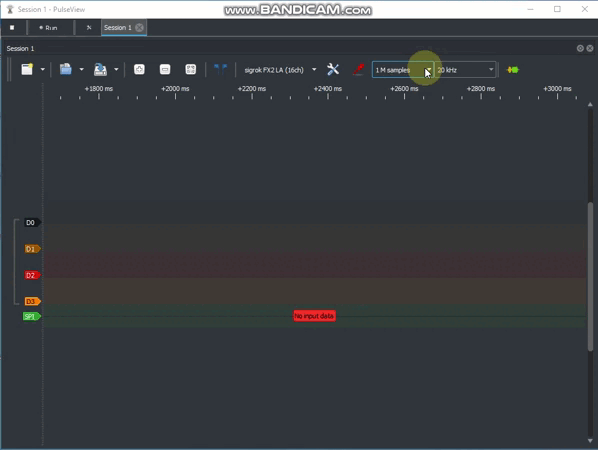 Session 1 - PulseView
www.BANDICAM.com
Run
Session 1
Session 1
sigrok FX2 LA (16ch)
1 M samples
20 kHz
+1800 ms
+2000 ms
+2200 ms
+2400 ms
+2600 ms
+2800 ms
+3000 ms
D0
D1
D2
D3
SPI
No input data